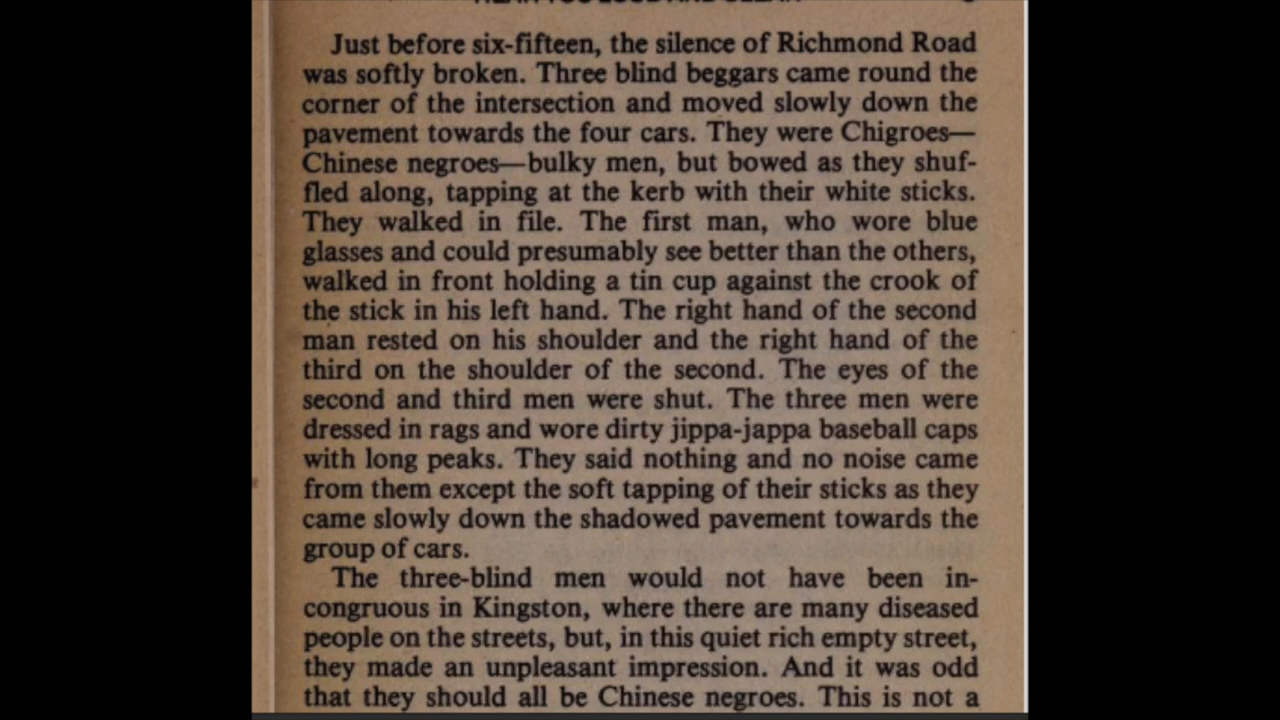 Just before six-fifteen, the silence of Richmond Road
was softly broken. Three blind beggars came round the
corner of the intersection and moved slowly down the
pavement towards the four cars. They were Chigroes—
Chinese negroes—bulky men, but bowed as they shuf-
fled along, tapping at the kerb with their white sticks.
They walked in file. The first man, who wore blue
glasses and could presumably see better than the others,
walked in front holding a tin cup against the crook of
the stick in his left hand. The right hand of the second
man rested on his shoulder and the right hand of the
third on the shoulder of the second. The eyes of the
second and third men were shut. The three men were
dressed in rags and wore dirty jippa-jappa baseball caps
with long peaks. They said nothing and no noise came
from them except the soft tapping of their sticks as they
came slowly down the shadowed pavement towards the
group of cars.
The three-blind men would not have been in-
congruous in Kingston, where there are many diseased
people on the streets, but, in this quiet rich empty street,
they made an unpleasant impression. And it was odd
that they should all be Chinese negroes. This is not a